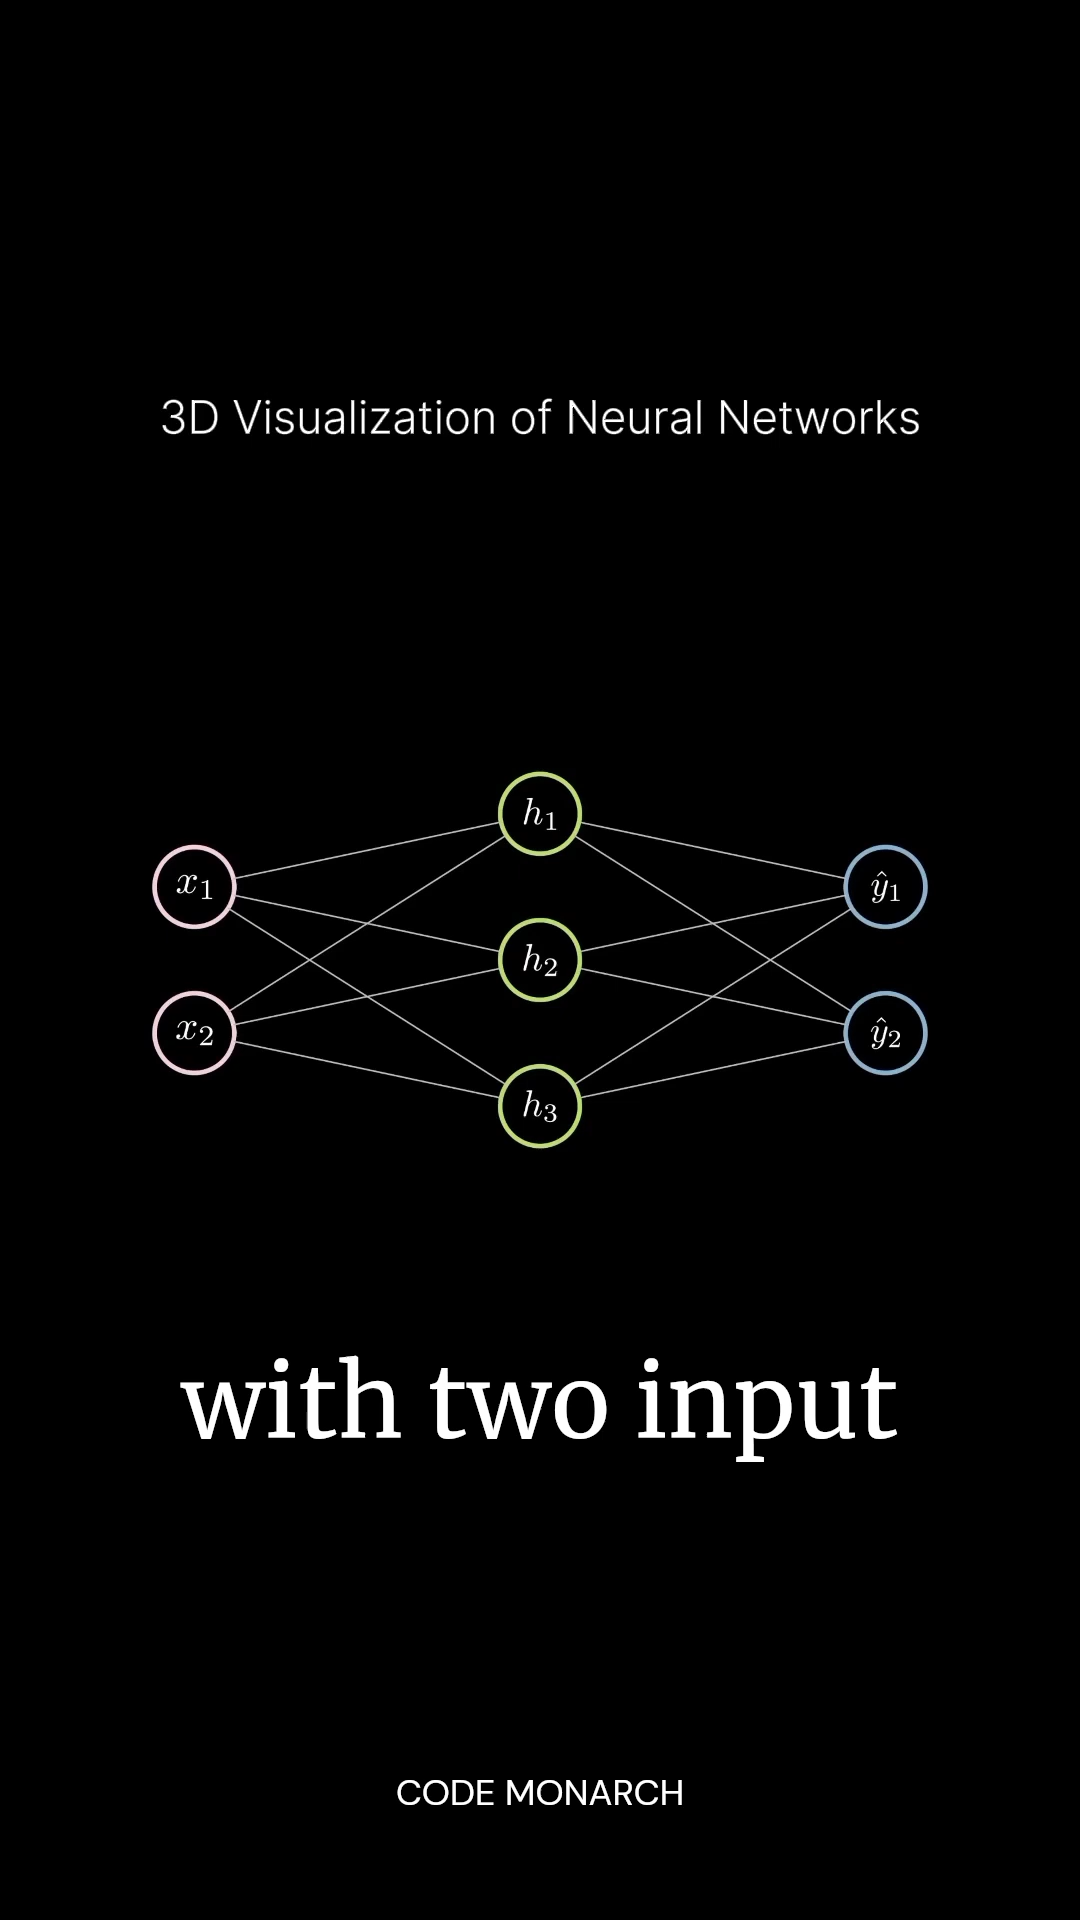 3D Visualization of Neural Networks
h₁
x₁ ŷ₁
h₂
x₂ ŷ₂
h₃
with two input
CODE MONARCH